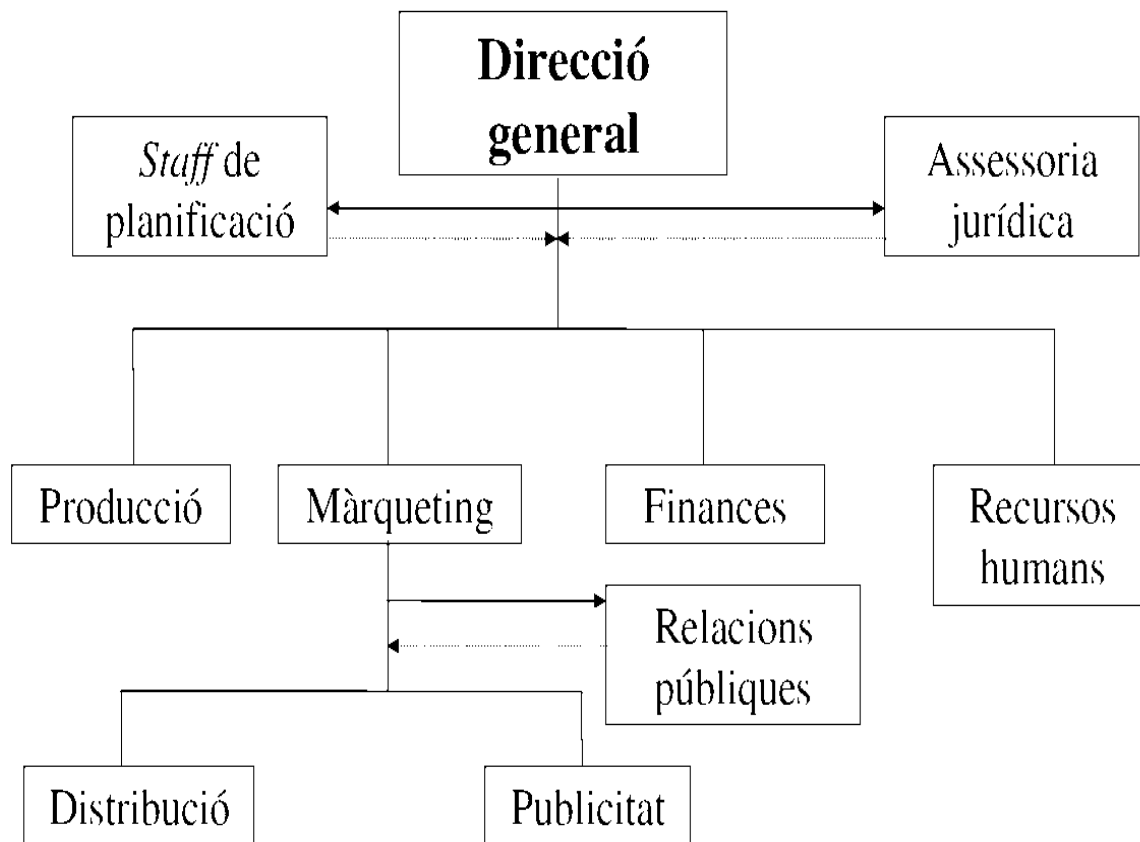 Direcció
general
Staff de
planificació
Assessoria
jurídica
Producció
Màrqueting
Finances
Recursos
humans
Relacions
públiques
Distribució
Publicitat